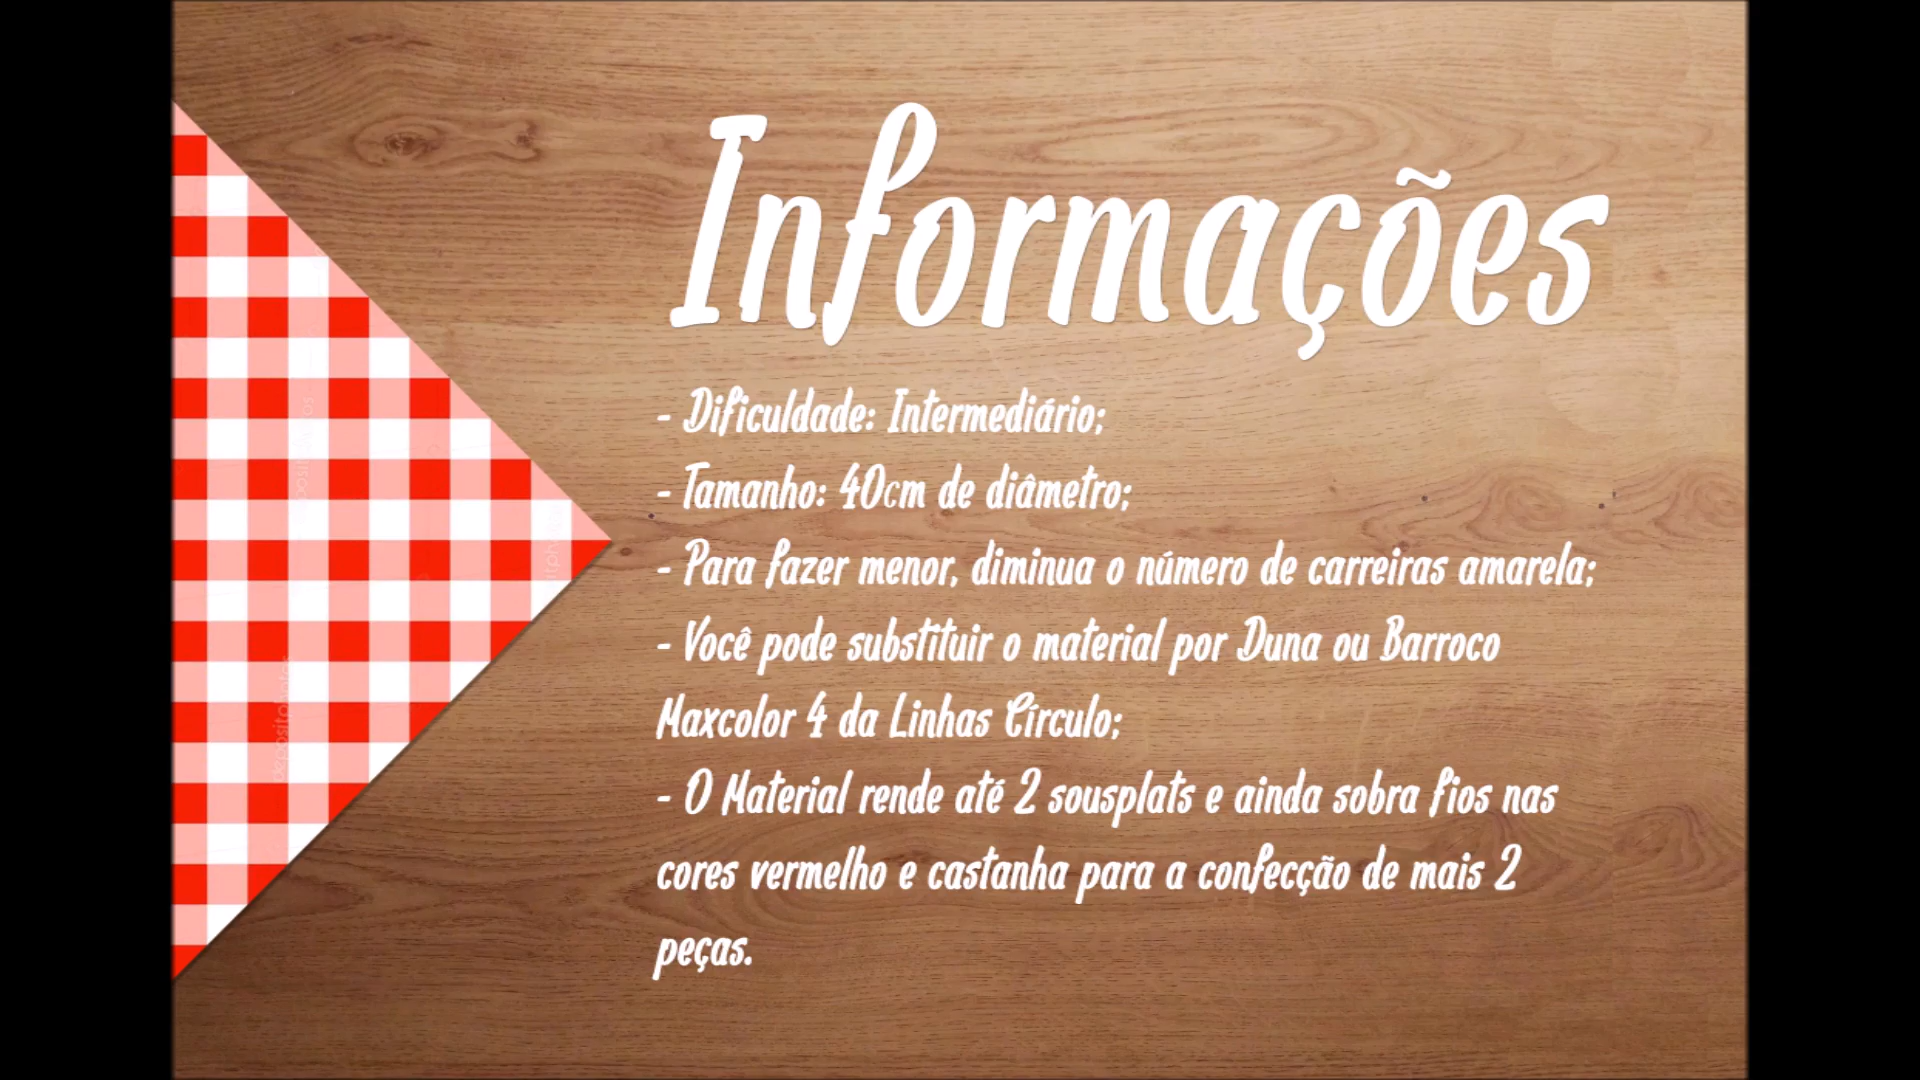 Informações
- Dificuldade: Intermediário;
- Tamanho: 40cm de diâmetro;
- Para fazer menor, diminua o número de carreiras amarela;
- Você pode substituir o material por Duna ou Barroco
Maxcolor 4 da Linhas Círculo;
- O Material rende até 2 sousplats e ainda sobra fios nas
cores vermelho e castanha para a confecção de mais 2
peças.